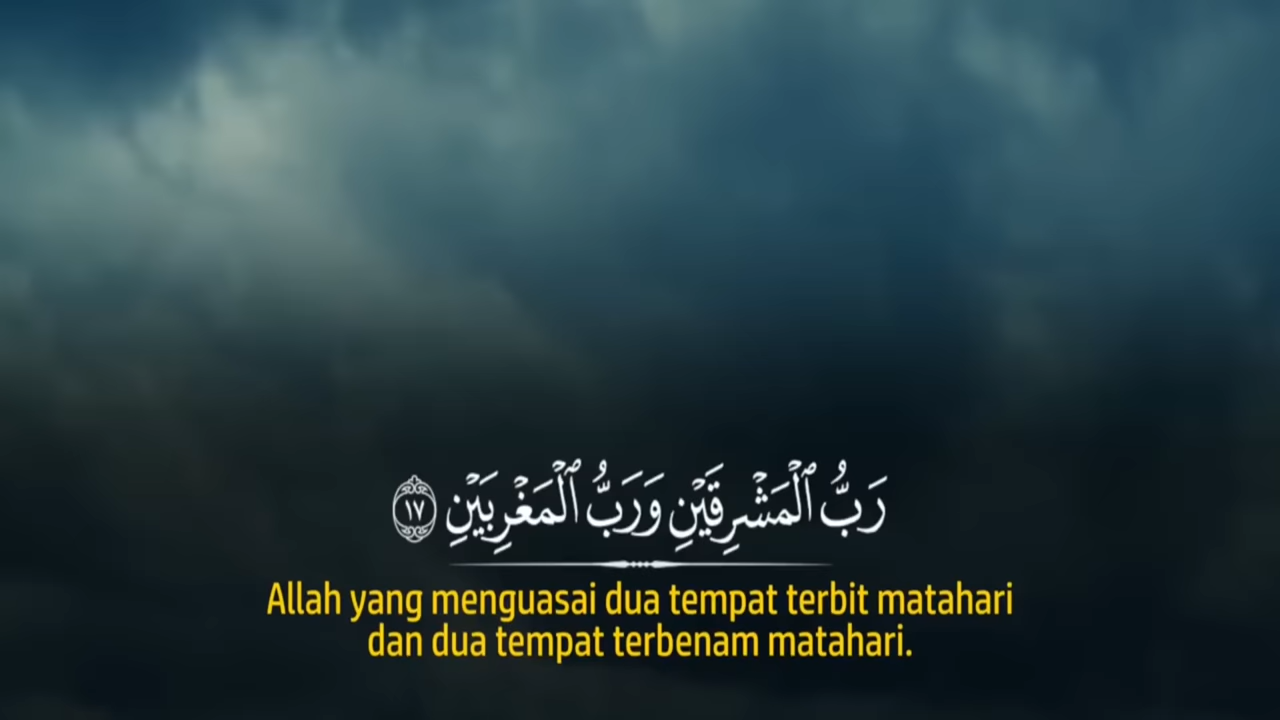 رَبُّ ٱلْمَشْرِقَيْنِ وَرَبُّ ٱلْمَغْرِبَيْنِ ١٧
Allah yang menguasai dua tempat terbit matahari
dan dua tempat terbenam matahari.